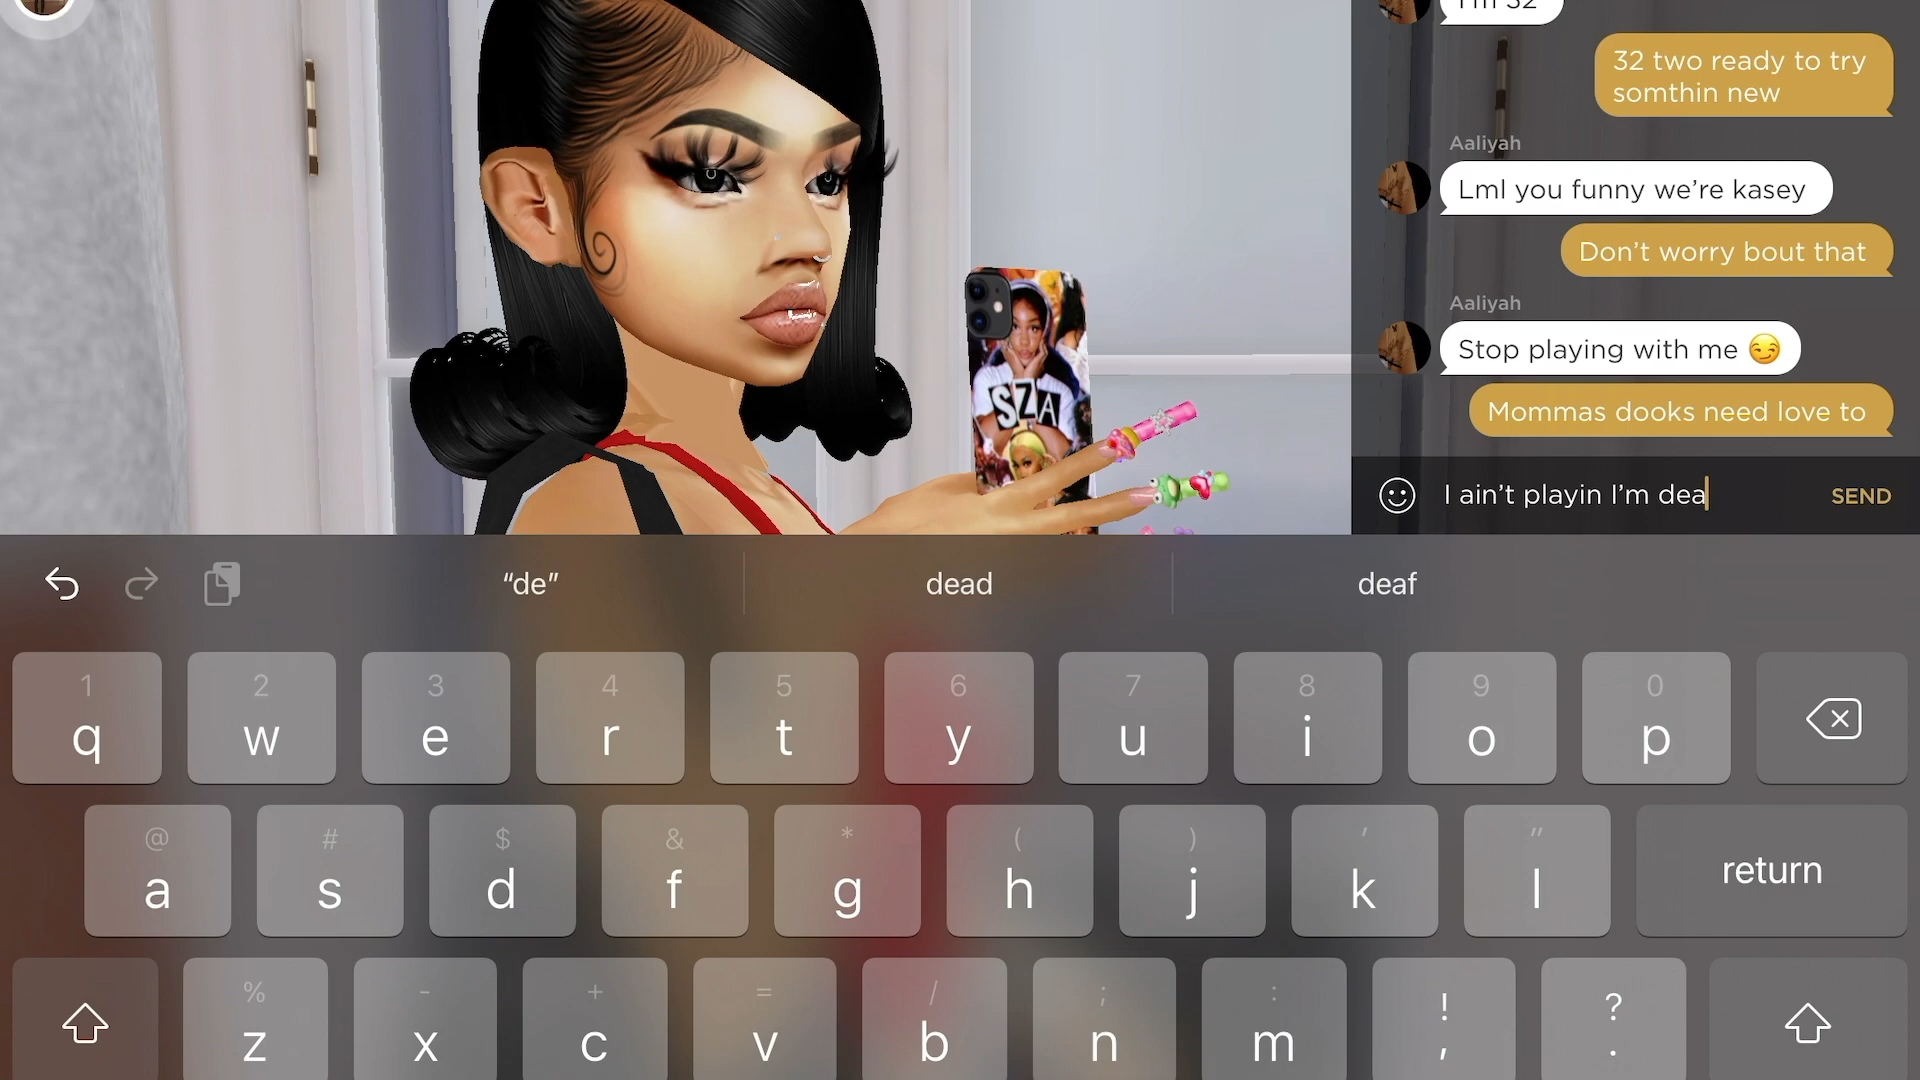 I'm 32
32 two ready to try
somthin new
Aaliyah
Lml you funny we're kasey
Don't worry bout that
Aaliyah
Stop playing with me 😏
Mommas dooks need love to
I ain't playin I'm dea
SEND
SZA
"de" dead deaf
1 2 3 4 5 6 7 8 9 0
q w e r t y u i o p
@ # $ & * ( ) ' "
a s d f g h j k l return
% - + = / ; : ! ?
z x c v b n m , .